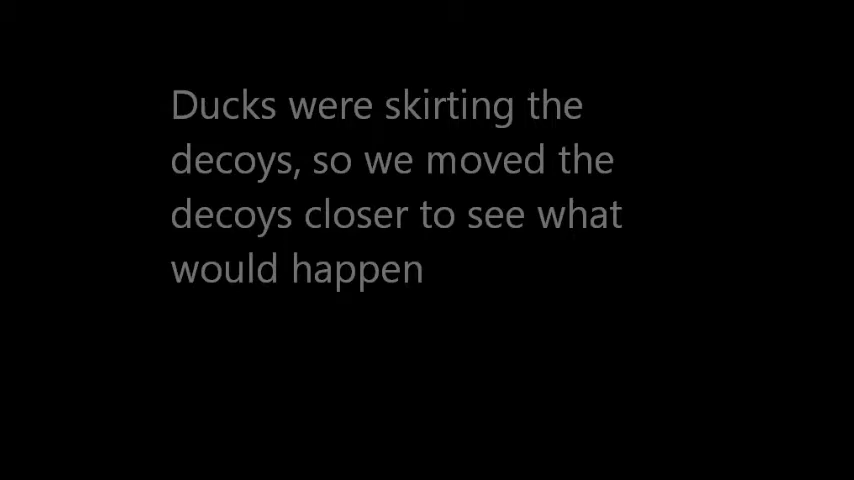 Ducks were skirting the
decoys, so we moved the
decoys closer to see what
would happen